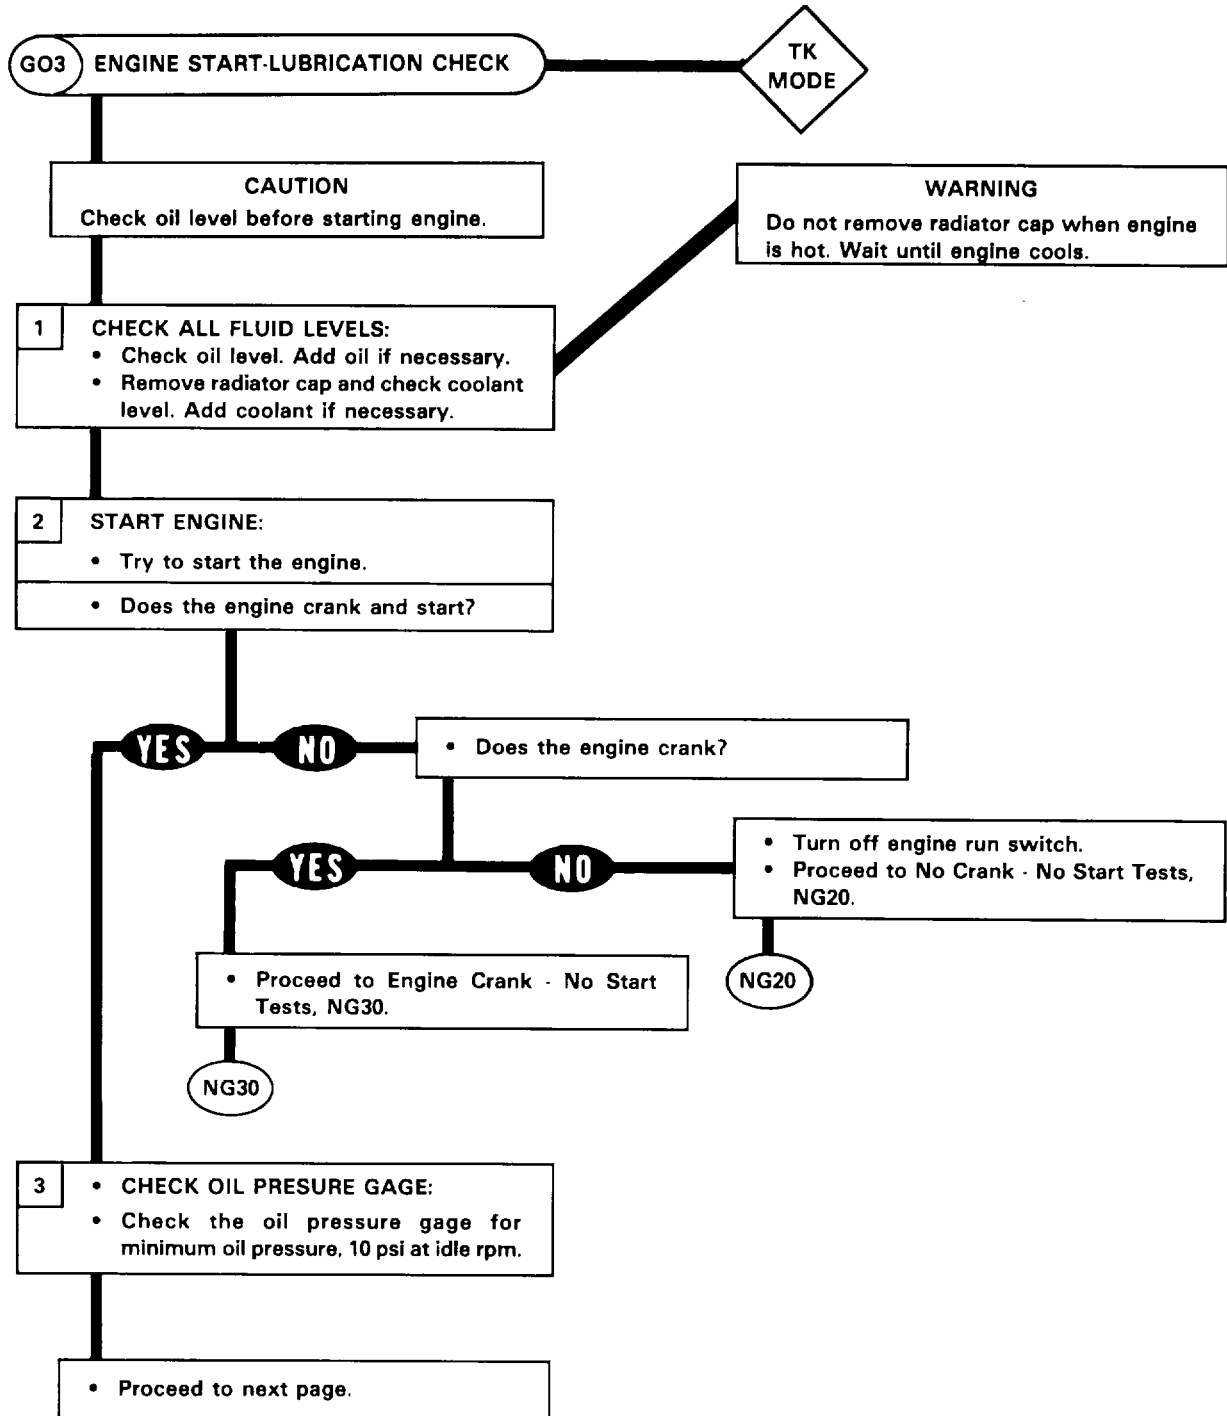 GO3 ENGINE START-LUBRICATION CHECK
TK
MODE
CAUTION
Check oil level before starting engine.
WARNING
Do not remove radiator cap when engine
is hot. Wait until engine cools.
1 CHECK ALL FLUID LEVELS:
• Check oil level. Add oil if necessary.
• Remove radiator cap and check coolant
level. Add coolant if necessary.
2 START ENGINE:
• Try to start the engine.
• Does the engine crank and start?
YES
NO
• Does the engine crank?
YES
NO
• Turn off engine run switch.
• Proceed to No Crank - No Start Tests,
NG20.
NG20
• Proceed to Engine Crank - No Start
Tests, NG30.
NG30
3 • CHECK OIL PRESURE GAGE:
• Check the oil pressure gage for
minimum oil pressure, 10 psi at idle rpm.
• Proceed to next page.